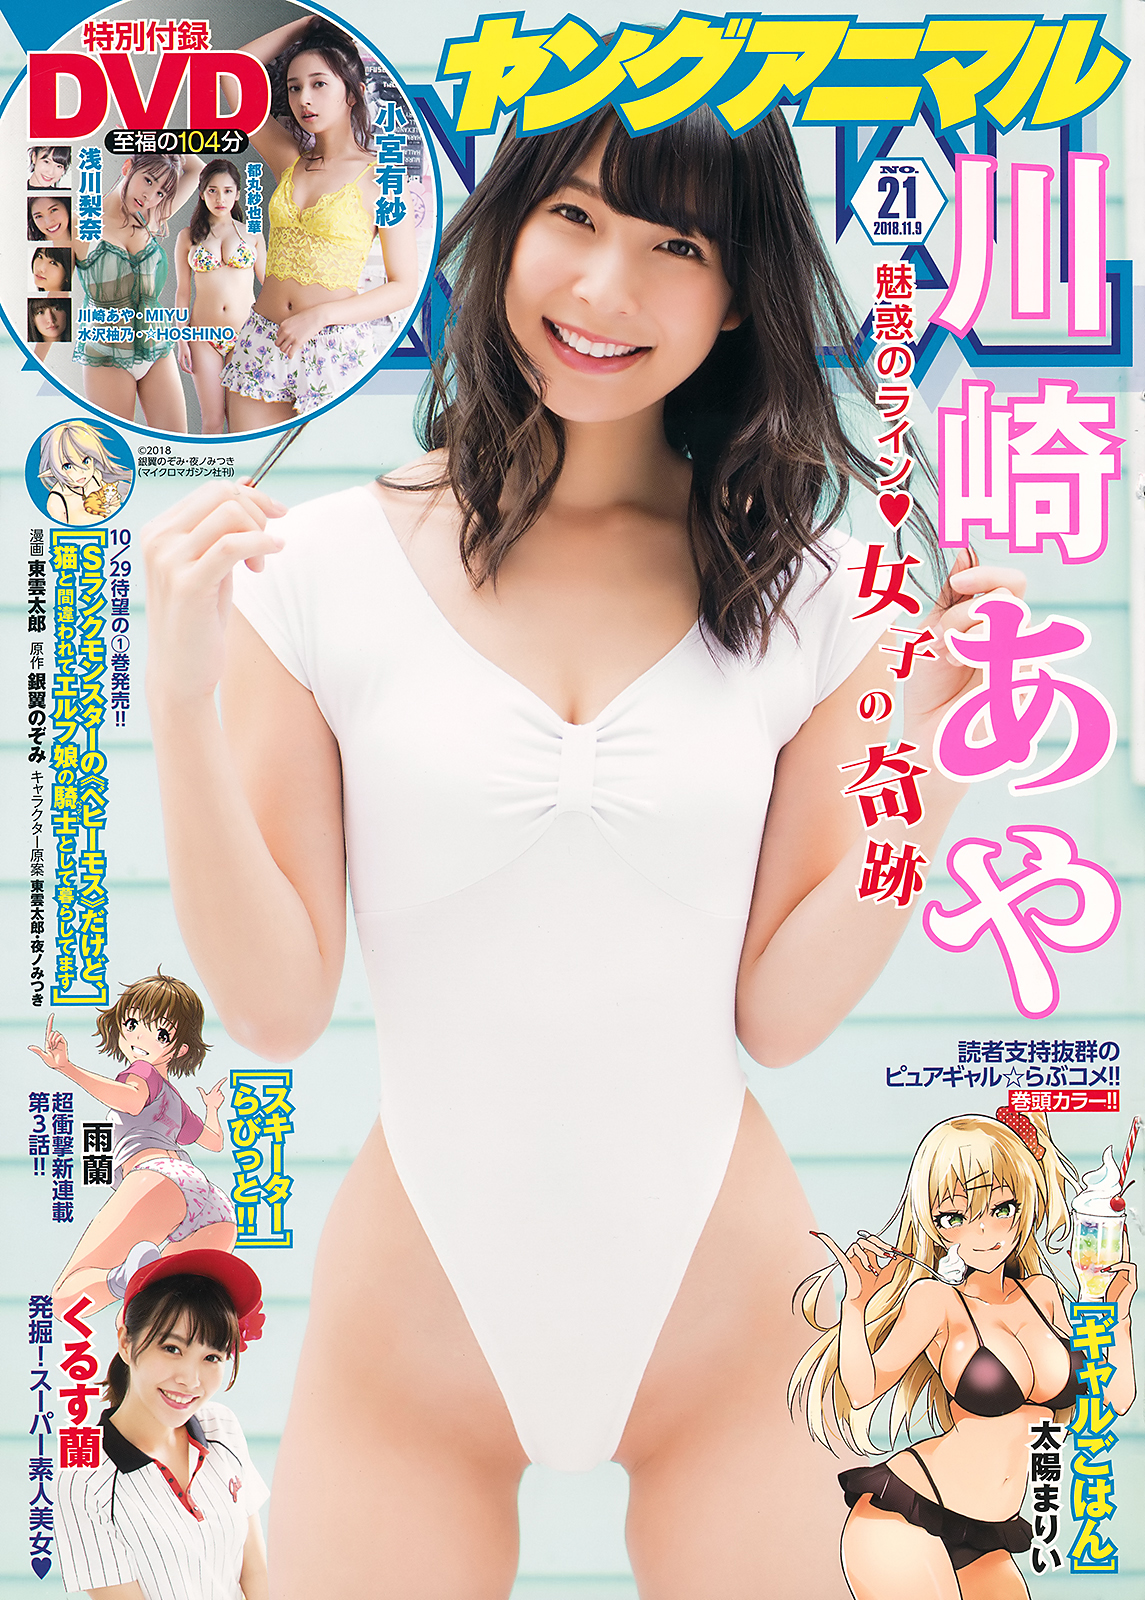 特別付録
DVD
至福の104分
小宮有紗
都丸紗也華
浅川梨奈
川崎あや・MIYU
水沢柚乃・☆HOSHINO
ヤングアニマル
NO.
21
2018.11.9
川崎あや
魅惑のライン♥
女子の奇跡
©2018
銀翼のぞみ・夜ノみつき
(マイクロマガジン社刊)
10/29待望の①巻発売!!
[Sランクモンスターの《ベヒーモス》だけど、
猫と間違われてエルフ娘の騎士として暮らしてます]
ペット
漫画 東雲太郎 原作 銀翼のぞみ キャラクター原案 東雲太郎・夜ノみつき
[スキーター
らびっと!!]
雨蘭
超衝撃新連載
第3話!!
くるす蘭
発掘!スーパー素人美女♥
読者支持抜群の
ピュアギャル☆らぶコメ!!
巻頭カラー!!
[ギャルごはん]
太陽まりい